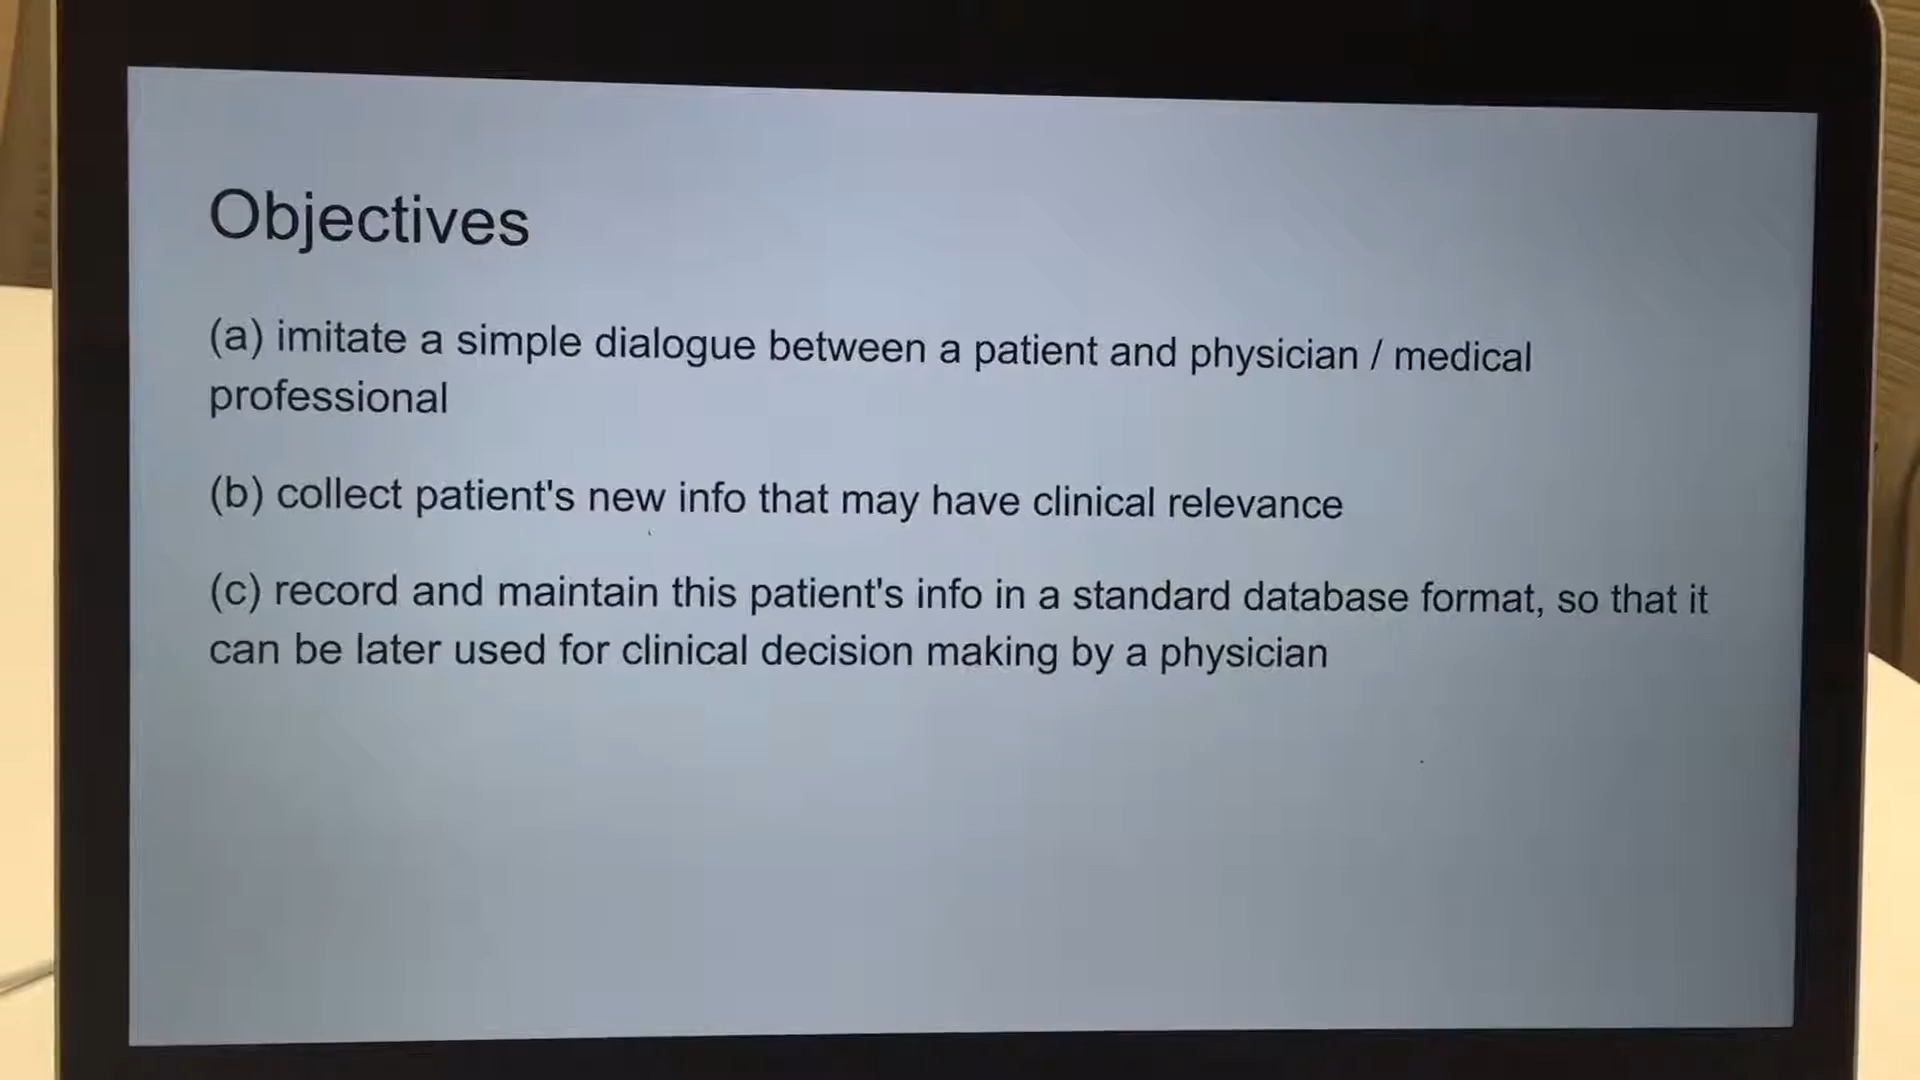 Objectives
(a) imitate a simple dialogue between a patient and physician / medical
professional
(b) collect patient's new info that may have clinical relevance
(c) record and maintain this patient's info in a standard database format, so that it
can be later used for clinical decision making by a physician